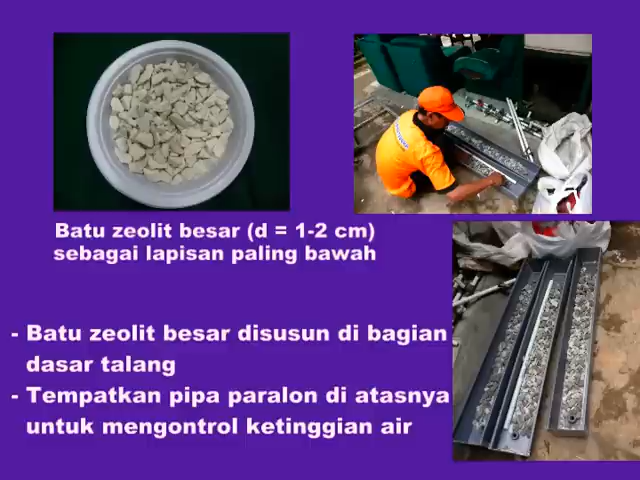 Batu zeolit besar (d = 1-2 cm)
sebagai lapisan paling bawah
- Batu zeolit besar disusun di bagian
dasar talang
- Tempatkan pipa paralon di atasnya
untuk mengontrol ketinggian air